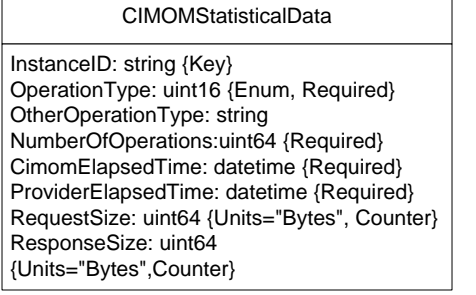 CIMOMStatisticalData
InstanceID: string {Key}
OperationType: uint16 {Enum, Required}
OtherOperationType: string
NumberOfOperations:uint64 {Required}
CimomElapsedTime: datetime {Required}
ProviderElapsedTime: datetime {Required}
RequestSize: uint64 {Units="Bytes", Counter}
ResponseSize: uint64
{Units="Bytes",Counter}